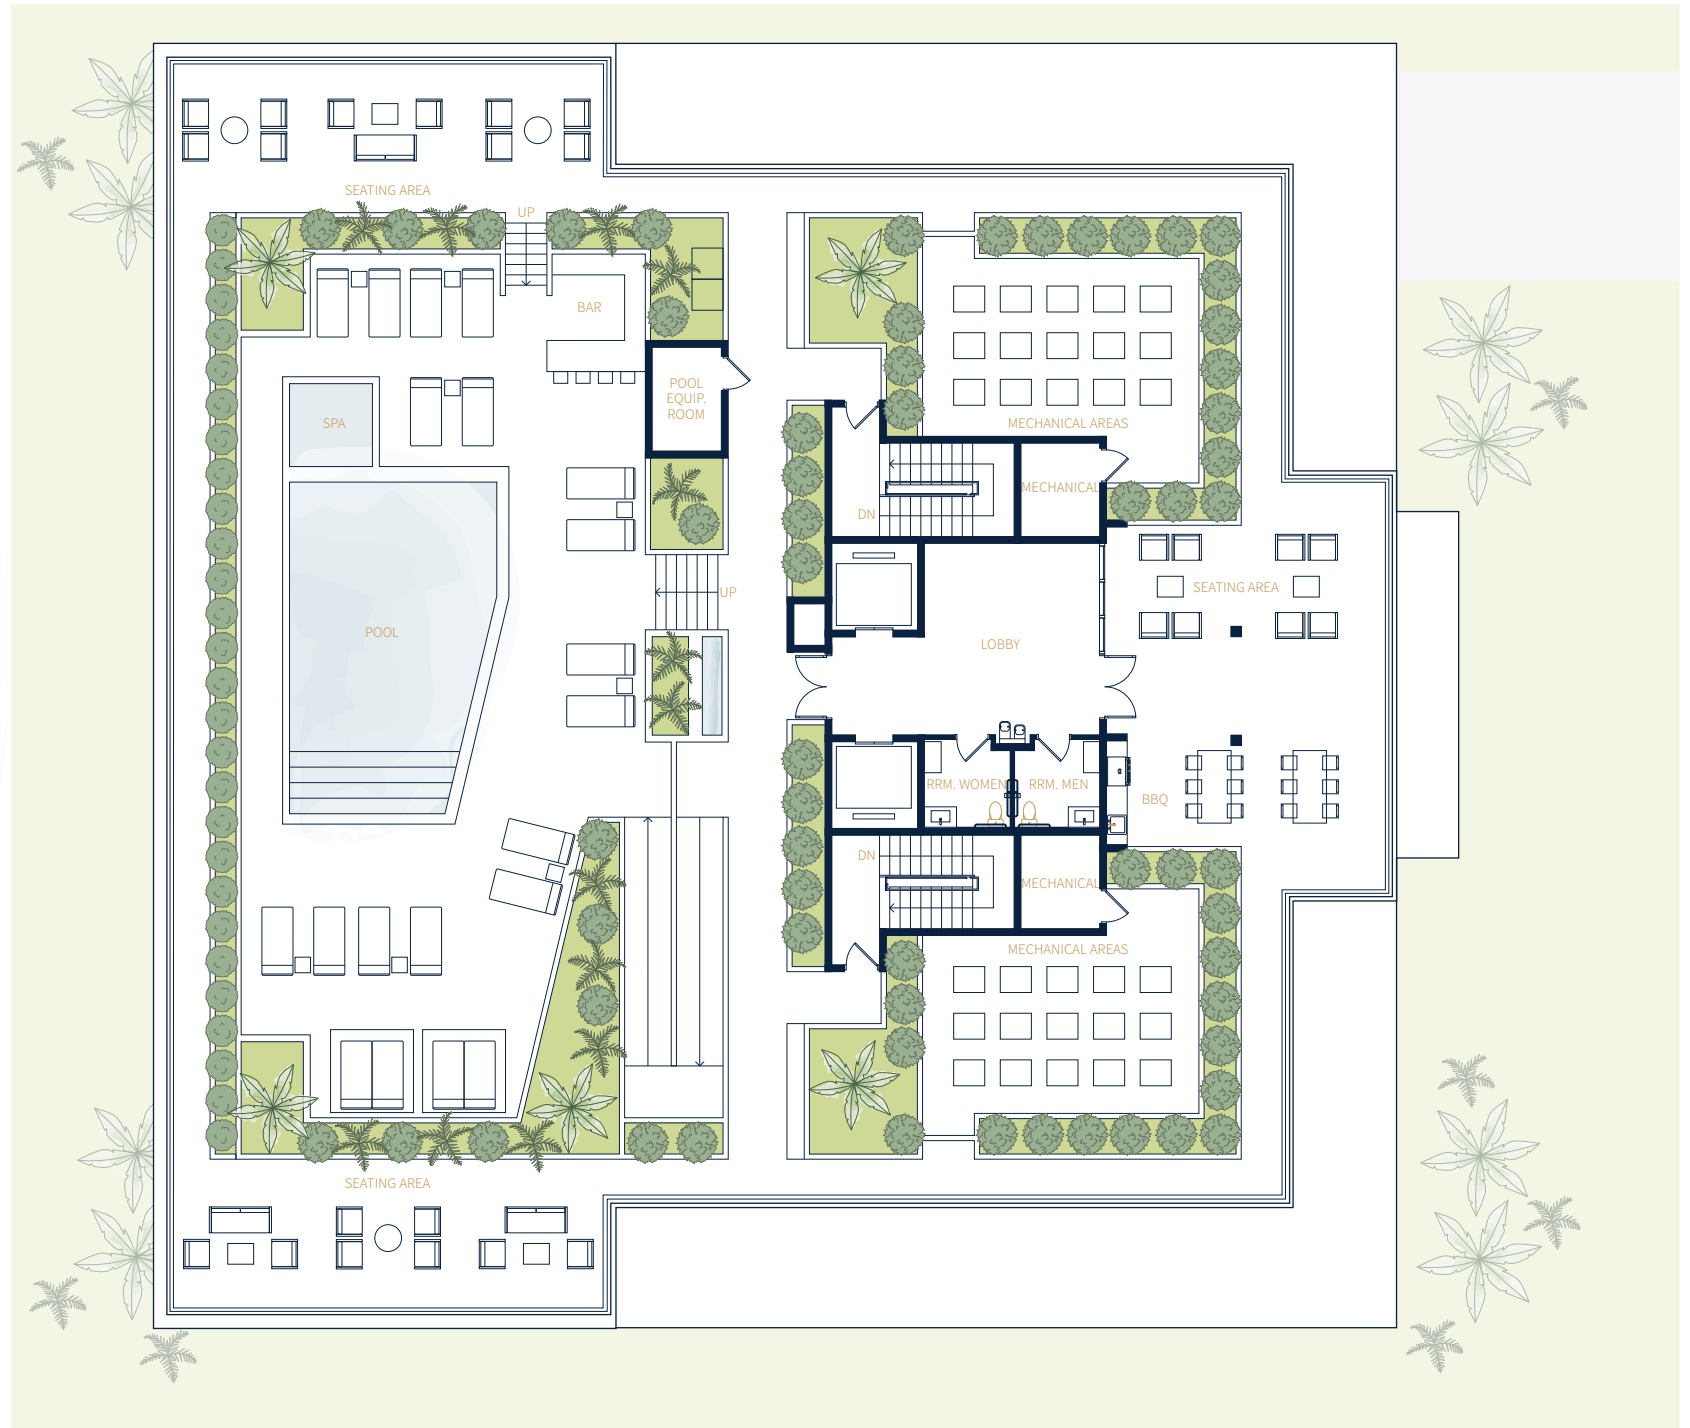 SEATING AREA
UP
BAR
POOL
EQUIP.
ROOM
SPA
MECHANICAL AREAS
MECHANICAL
DN
UP
SEATING AREA
POOL
LOBBY
RRM. WOMEN
RRM. MEN
BBQ
DN
MECHANICAL
MECHANICAL AREAS
SEATING AREA